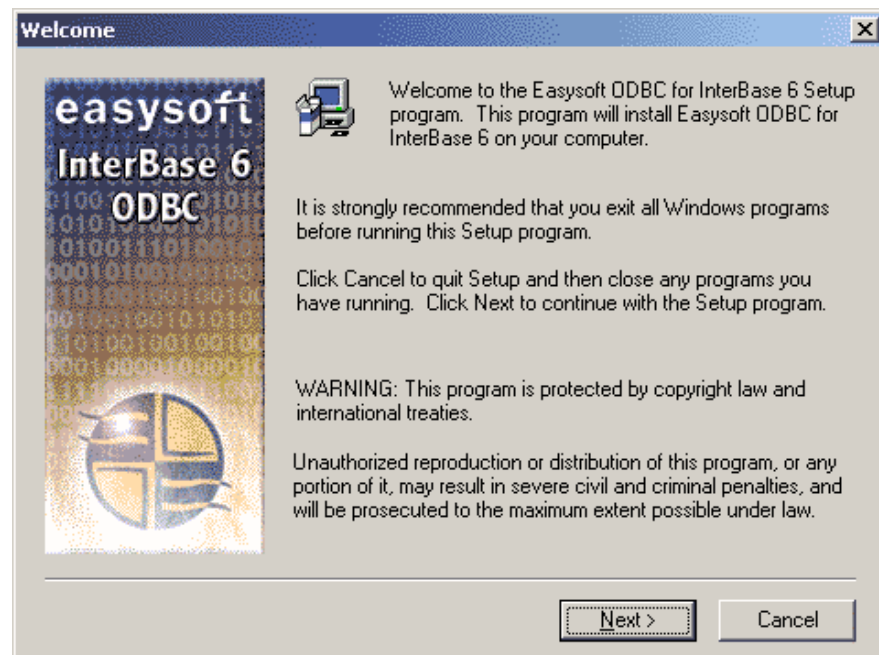 Welcome
easysoft
InterBase 6
ODBC
Welcome to the Easysoft ODBC for InterBase 6 Setup
program.  This program will install Easysoft ODBC for
InterBase 6 on your computer.
It is strongly recommended that you exit all Windows programs
before running this Setup program.
Click Cancel to quit Setup and then close any programs you
have running.  Click Next to continue with the Setup program.
WARNING: This program is protected by copyright law and
international treaties.
Unauthorized reproduction or distribution of this program, or any
portion of it, may result in severe civil and criminal penalties, and
will be prosecuted to the maximum extent possible under law.
Next >
Cancel